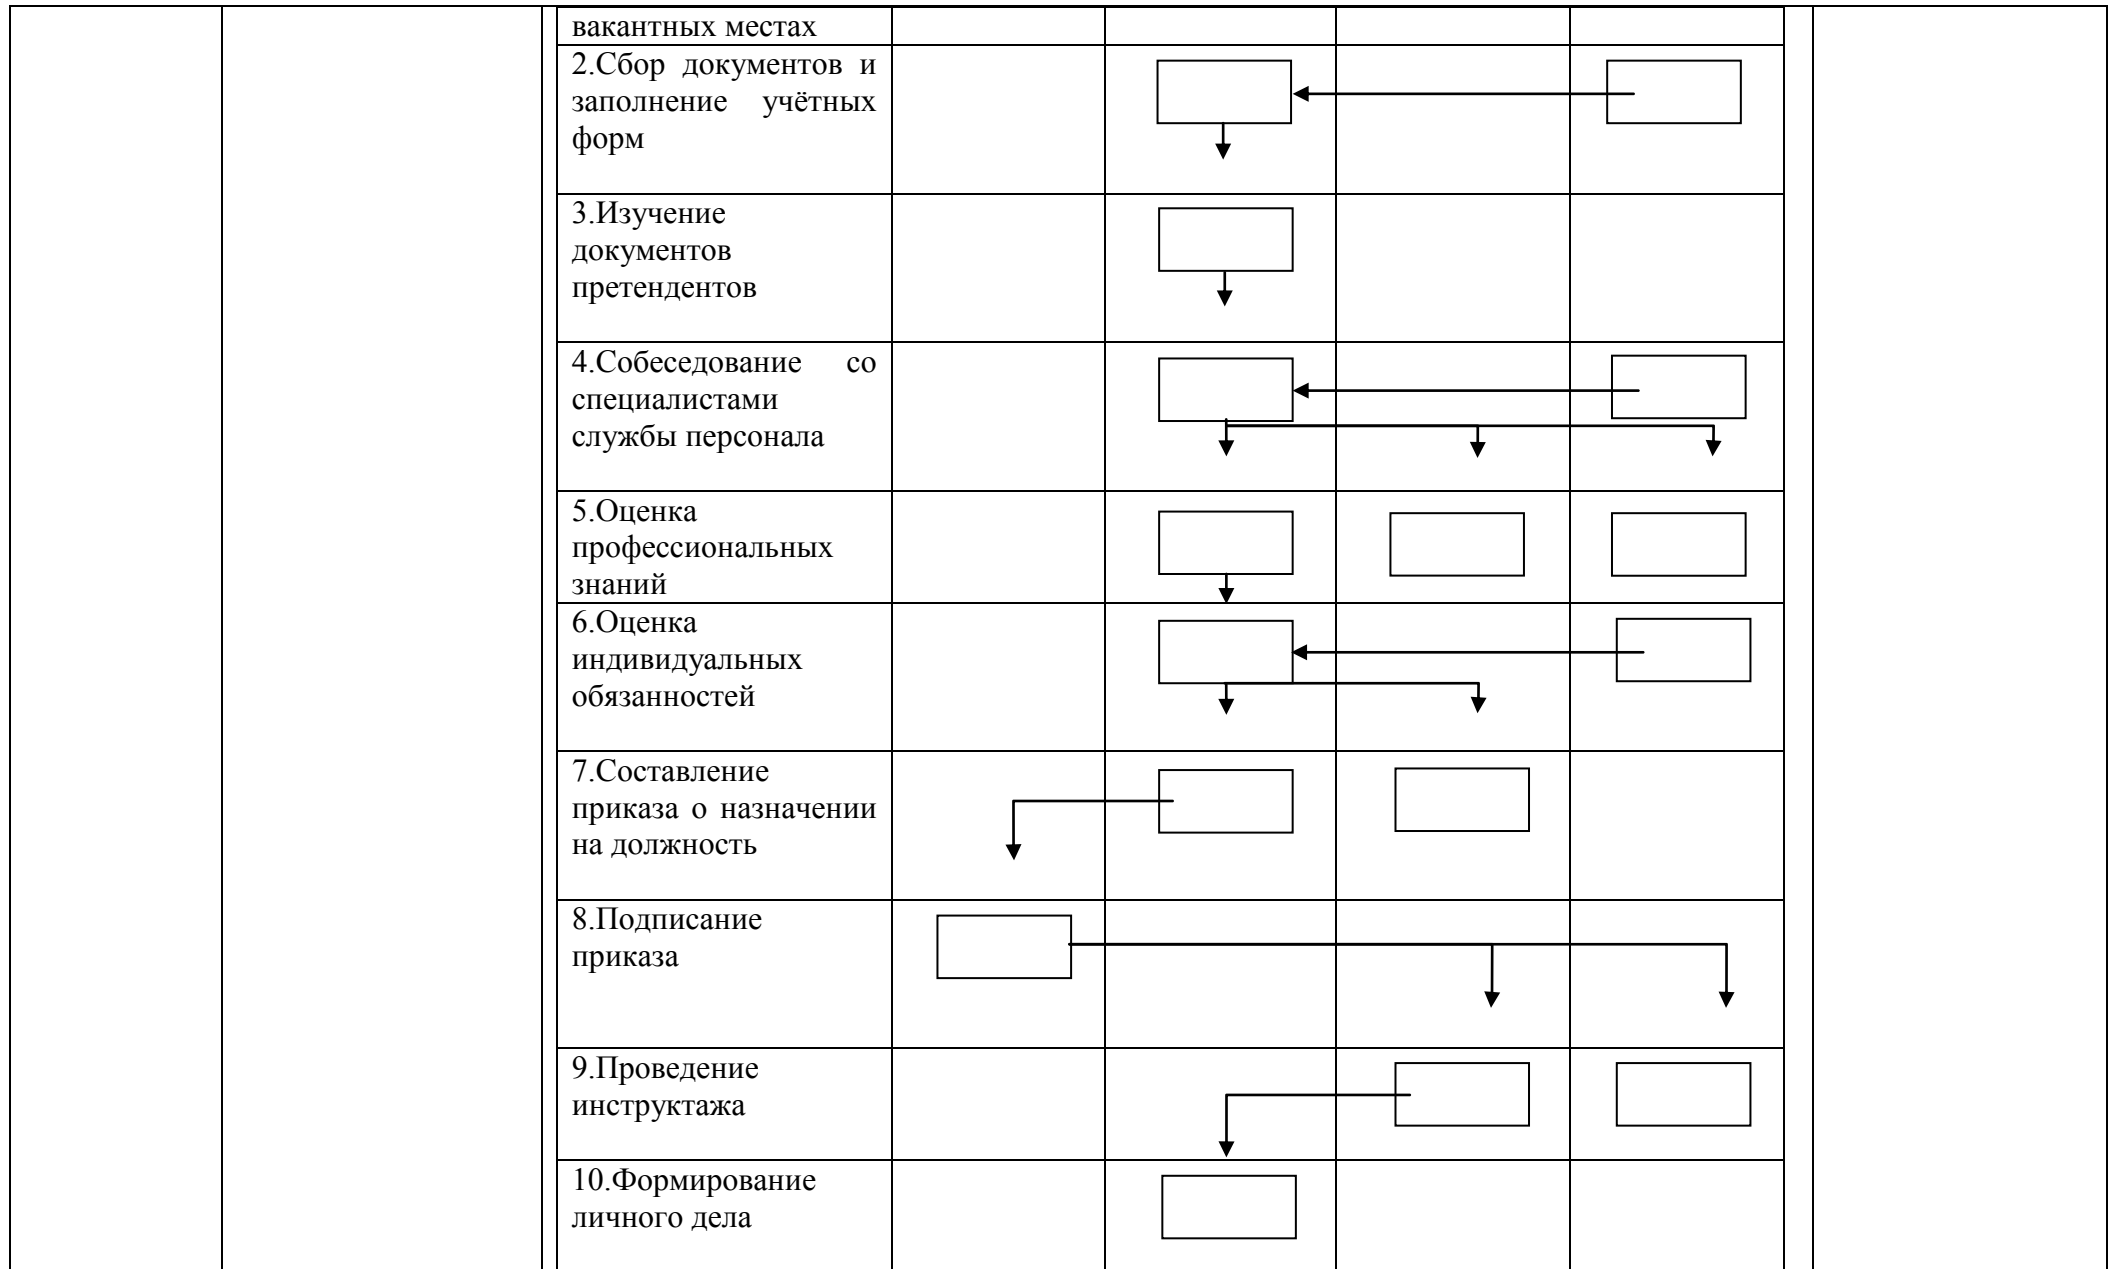 вакантных местах
2.Сбор документов и
заполнение учётных
форм
3.Изучение
документов
претендентов
4.Собеседование со
специалистами
службы персонала
5.Оценка
профессиональных
знаний
6.Оценка
индивидуальных
обязанностей
7.Составление
приказа о назначении
на должность
8.Подписание
приказа
9.Проведение
инструктажа
10.Формирование
личного дела